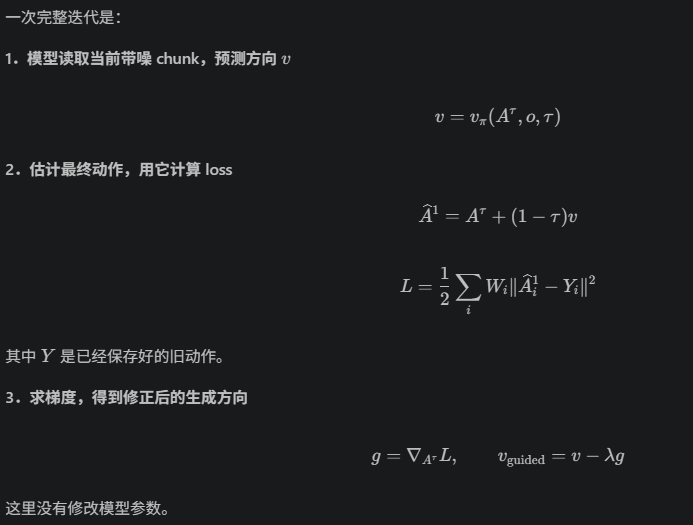 一次完整迭代是：
1. 模型读取当前带噪 chunk，预测方向 v
v = v_π(A^τ, o, τ)
2. 估计最终动作，用它计算 loss
Â^1 = A^τ + (1 − τ)v
L = 1/2 ∑_i W_i‖Â_i^1 − Y_i‖^2
其中 Y 是已经保存好的旧动作。
3. 求梯度，得到修正后的生成方向
g = ∇_{A^τ} L, v_guided = v − λg
这里没有修改模型参数。